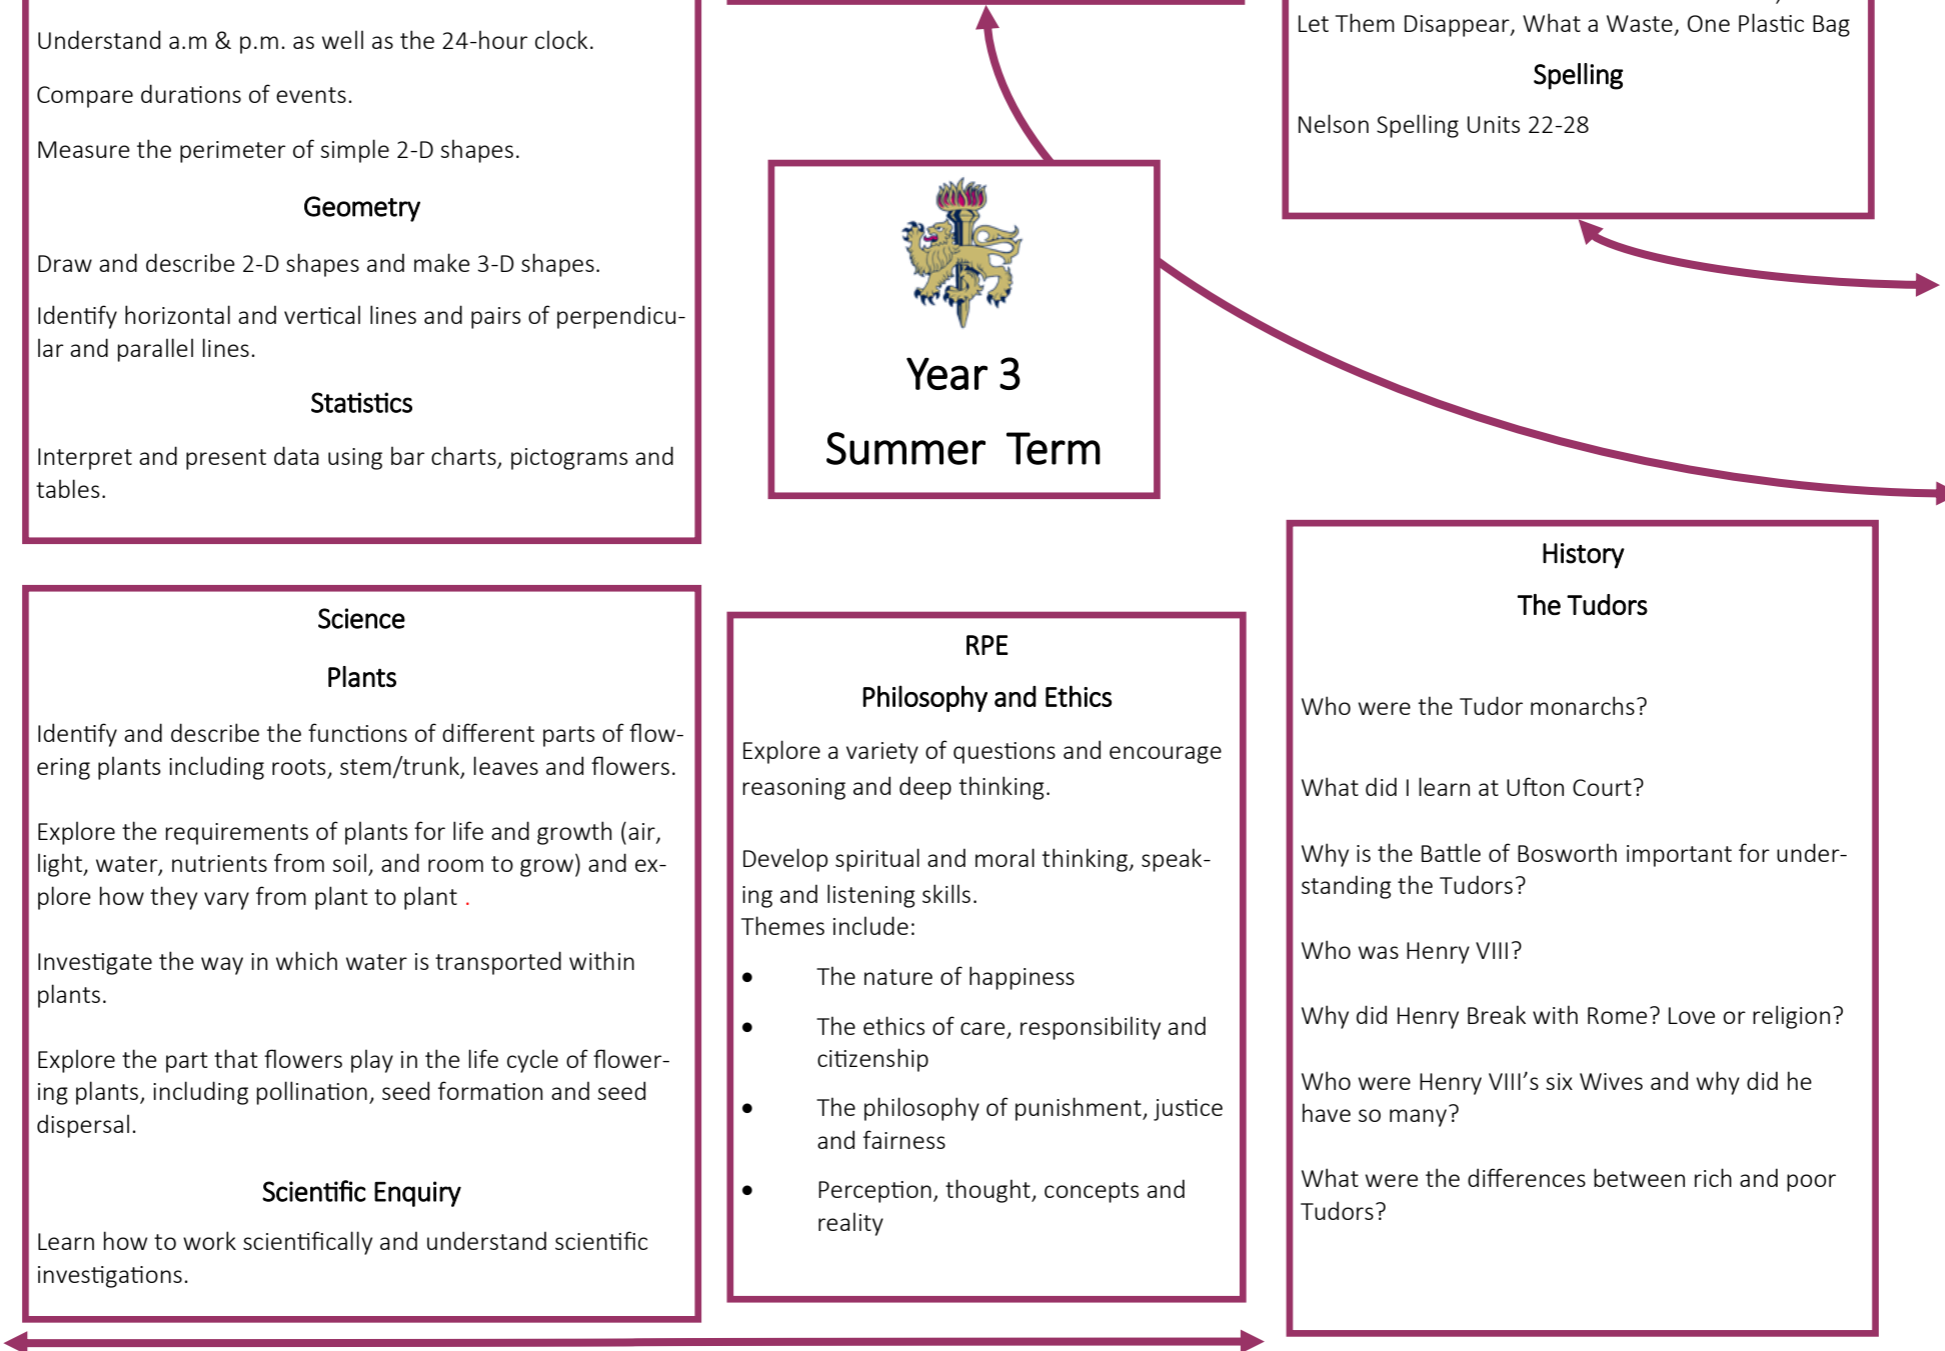 Understand a.m & p.m. as well as the 24-hour clock.
Compare durations of events.
Measure the perimeter of simple 2-D shapes.
Geometry
Draw and describe 2-D shapes and make 3-D shapes.
Identify horizontal and vertical lines and pairs of perpendicu-
lar and parallel lines.
Statistics
Interpret and present data using bar charts, pictograms and
tables.
Let Them Disappear, What a Waste, One Plastic Bag
Spelling
Nelson Spelling Units 22-28
Year 3
Summer Term
Science
Plants
Identify and describe the functions of different parts of flow-
ering plants including roots, stem/trunk, leaves and flowers.
Explore the requirements of plants for life and growth (air,
light, water, nutrients from soil, and room to grow) and ex-
plore how they vary from plant to plant .
Investigate the way in which water is transported within
plants.
Explore the part that flowers play in the life cycle of flower-
ing plants, including pollination, seed formation and seed
dispersal.
Scientific Enquiry
Learn how to work scientifically and understand scientific
investigations.
RPE
Philosophy and Ethics
Explore a variety of questions and encourage
reasoning and deep thinking.
Develop spiritual and moral thinking, speak-
ing and listening skills.
Themes include:
• The nature of happiness
• The ethics of care, responsibility and
citizenship
• The philosophy of punishment, justice
and fairness
• Perception, thought, concepts and
reality
History
The Tudors
Who were the Tudor monarchs?
What did I learn at Ufton Court?
Why is the Battle of Bosworth important for under-
standing the Tudors?
Who was Henry VIII?
Why did Henry Break with Rome? Love or religion?
Who were Henry VIII’s six Wives and why did he
have so many?
What were the differences between rich and poor
Tudors?